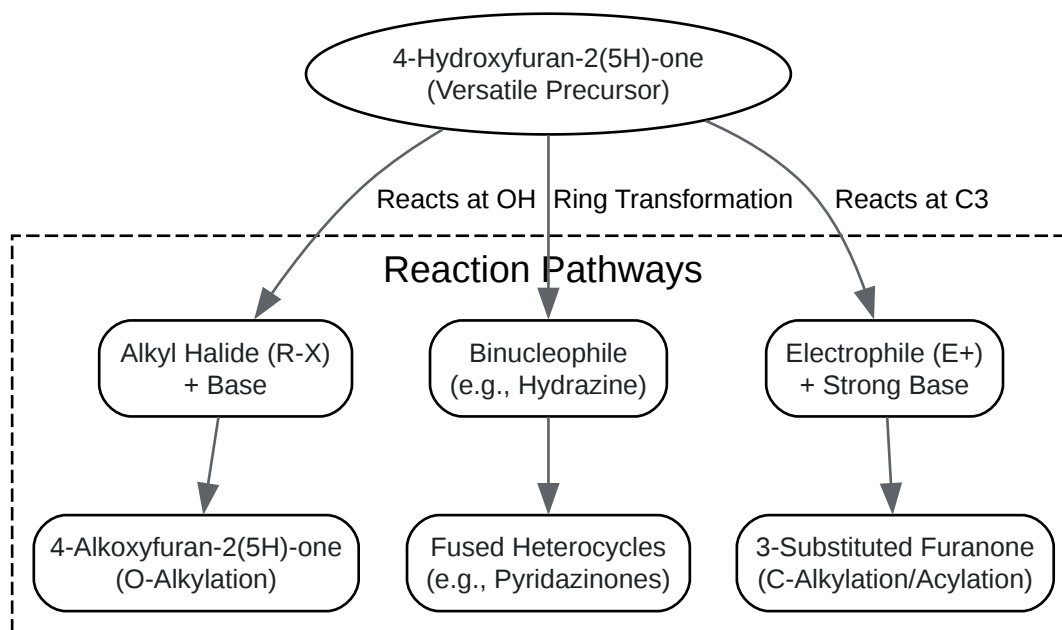 4-Hydroxyfuran-2(5H)-one
(Versatile Precursor)
Reacts at OH
Ring Transformation
Reacts at C3
Reaction Pathways
Alkyl Halide (R-X)
+ Base
Binucleophile
(e.g., Hydrazine)
Electrophile (E+)
+ Strong Base
4-Alkoxyfuran-2(5H)-one
(O-Alkylation)
Fused Heterocycles
(e.g., Pyridazinones)
3-Substituted Furanone
(C-Alkylation/Acylation)